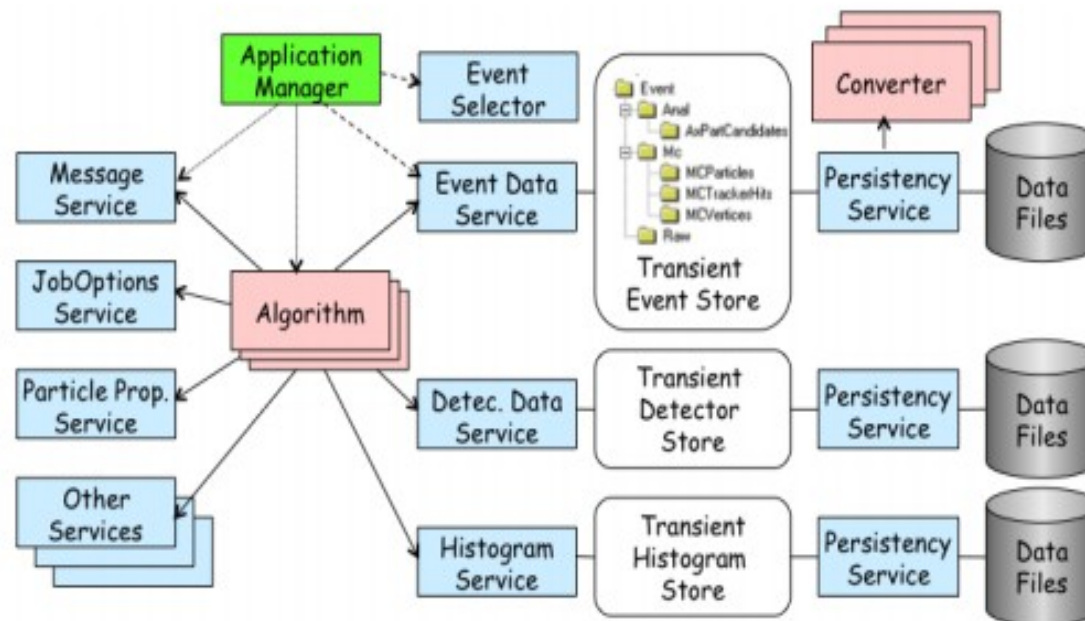 Application
Manager
Event
Selector
Converter
Event
Anal
AxPartCandidates
Mc
MCParticles
MCTrackerHits
MCVertices
Raw
Transient
Event Store
Message
Service
Event Data
Service
Persistency
Service
Data
Files
JobOptions
Service
Algorithm
Particle Prop.
Service
Detec. Data
Service
Transient
Detector
Store
Persistency
Service
Data
Files
Other
Services
Histogram
Service
Transient
Histogram
Store
Persistency
Service
Data
Files